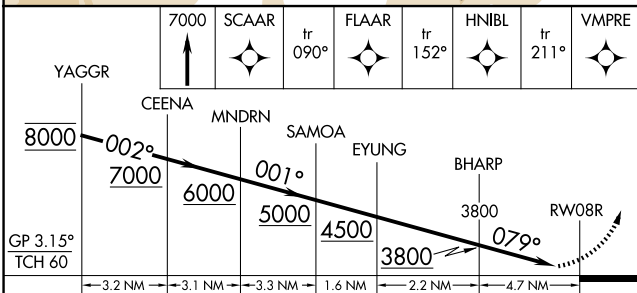 7000 SCAAR tr 090° FLAAR tr 152° HNIBL tr 211° VMPRE
YAGGR
CEENA
MNDRN
SAMOA
EYUNG
BHARP
8000
002°
7000
6000
001°
5000
4500
3800
3800
079°
RW08R
GP 3.15°
TCH 60
3.2 NM 3.1 NM 3.3 NM 1.6 NM 2.2 NM 4.7 NM